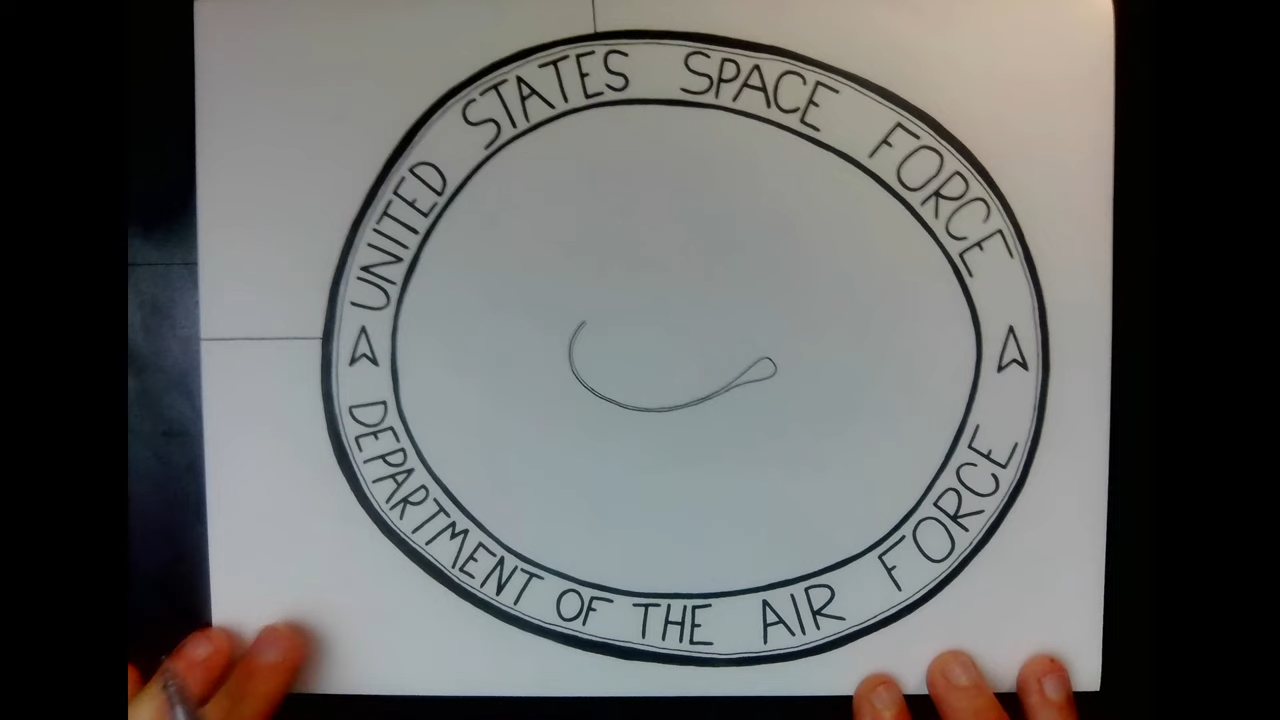 UNITED STATES SPACE FORCE
DEPARTMENT OF THE AIR FORCE